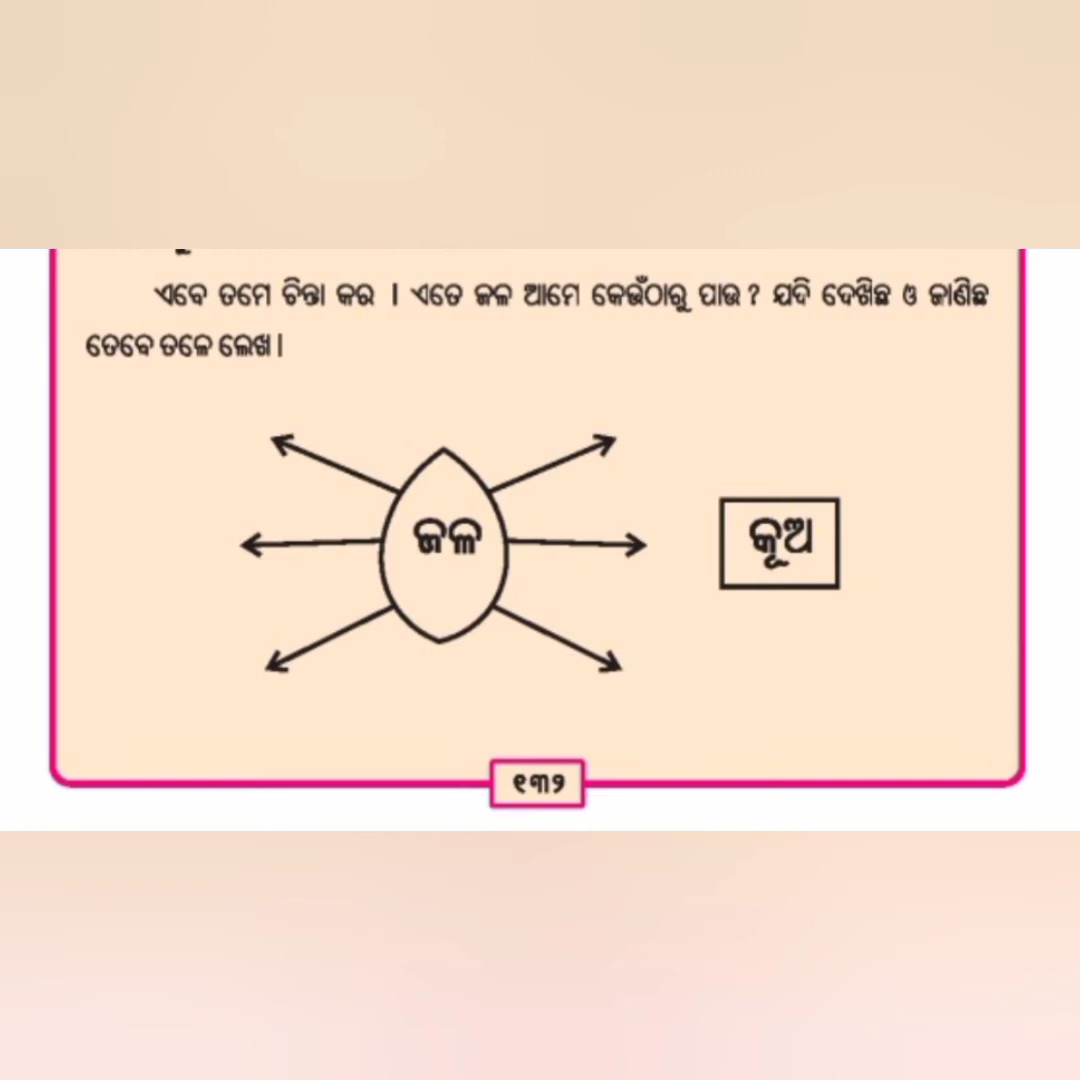 ଏବେ ତମେ ଚିନ୍ତା କର । ଏତେ ଜଳ ଆମେ କେଉଁଠାରୁ ପାଉ ? ଯଦି ଦେଖିଛ ଓ ଜାଣିଛ
ତେବେ ତଳେ ଲେଖ।
ଜଳ
କୂଅ
୧୩୨